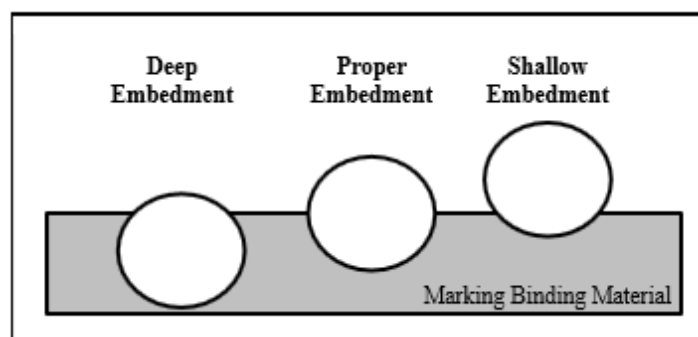 Deep
Embedment
Proper
Embedment
Shallow
Embedment
Marking Binding Material